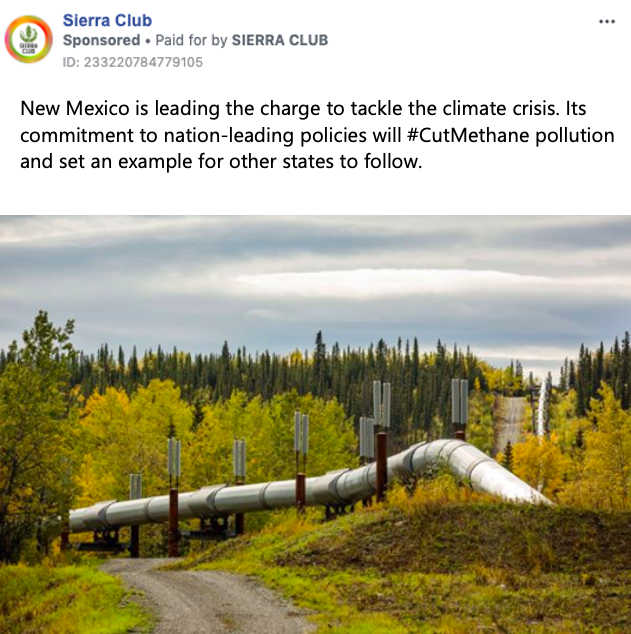 Sierra Club
Sponsored • Paid for by SIERRA CLUB
ID: 233220784779105
SIERRA
CLUB
New Mexico is leading the charge to tackle the climate crisis. Its
commitment to nation-leading policies will #CutMethane pollution
and set an example for other states to follow.